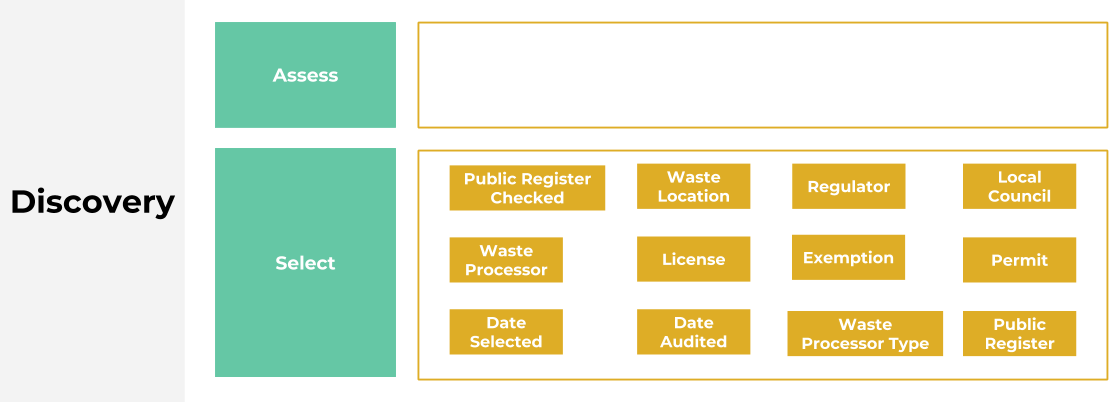 Discovery
Assess
Select
Public Register
Checked
Waste
Location
Regulator
Local
Council
Waste
Processor
License
Exemption
Permit
Date
Selected
Date
Audited
Waste
Processor Type
Public
Register